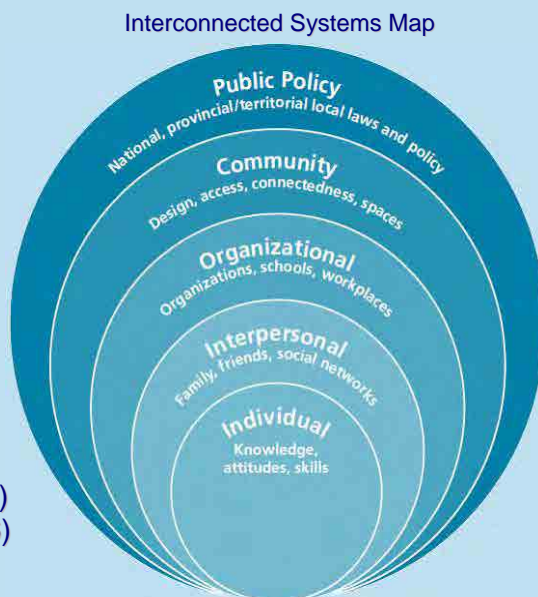 Interconnected Systems Map
Public Policy
National, provincial/territorial local laws and policy
Community
Design, access, connectedness, spaces
Organizational
Organizations, schools, workplaces
Interpersonal
Family, friends, social networks
Individual
Knowledge,
attitudes, skills
)
)